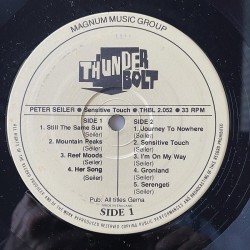 MAGNUM MUSIC GROUP
THUNDER
BOLT
PETER SEILER • Sensitive Touch • THBL 2.052 • 33 RPM
SIDE 1
1. Still The Same Sun
(Seiler)
2. Mountain Peaks
(Seiler)
3. Reef Moods
(Seiler)
4. Her Song
(Seiler)
SIDE 2
1. Journey To Nowhere
(Seiler)
2. Sensitive Touch
(Seiler)
3. I'm On My Way
(Seiler)
4. Gronland
(Seiler)
5. Serengeti
(Seiler)
Pub: All titles Gema
SIDE 1